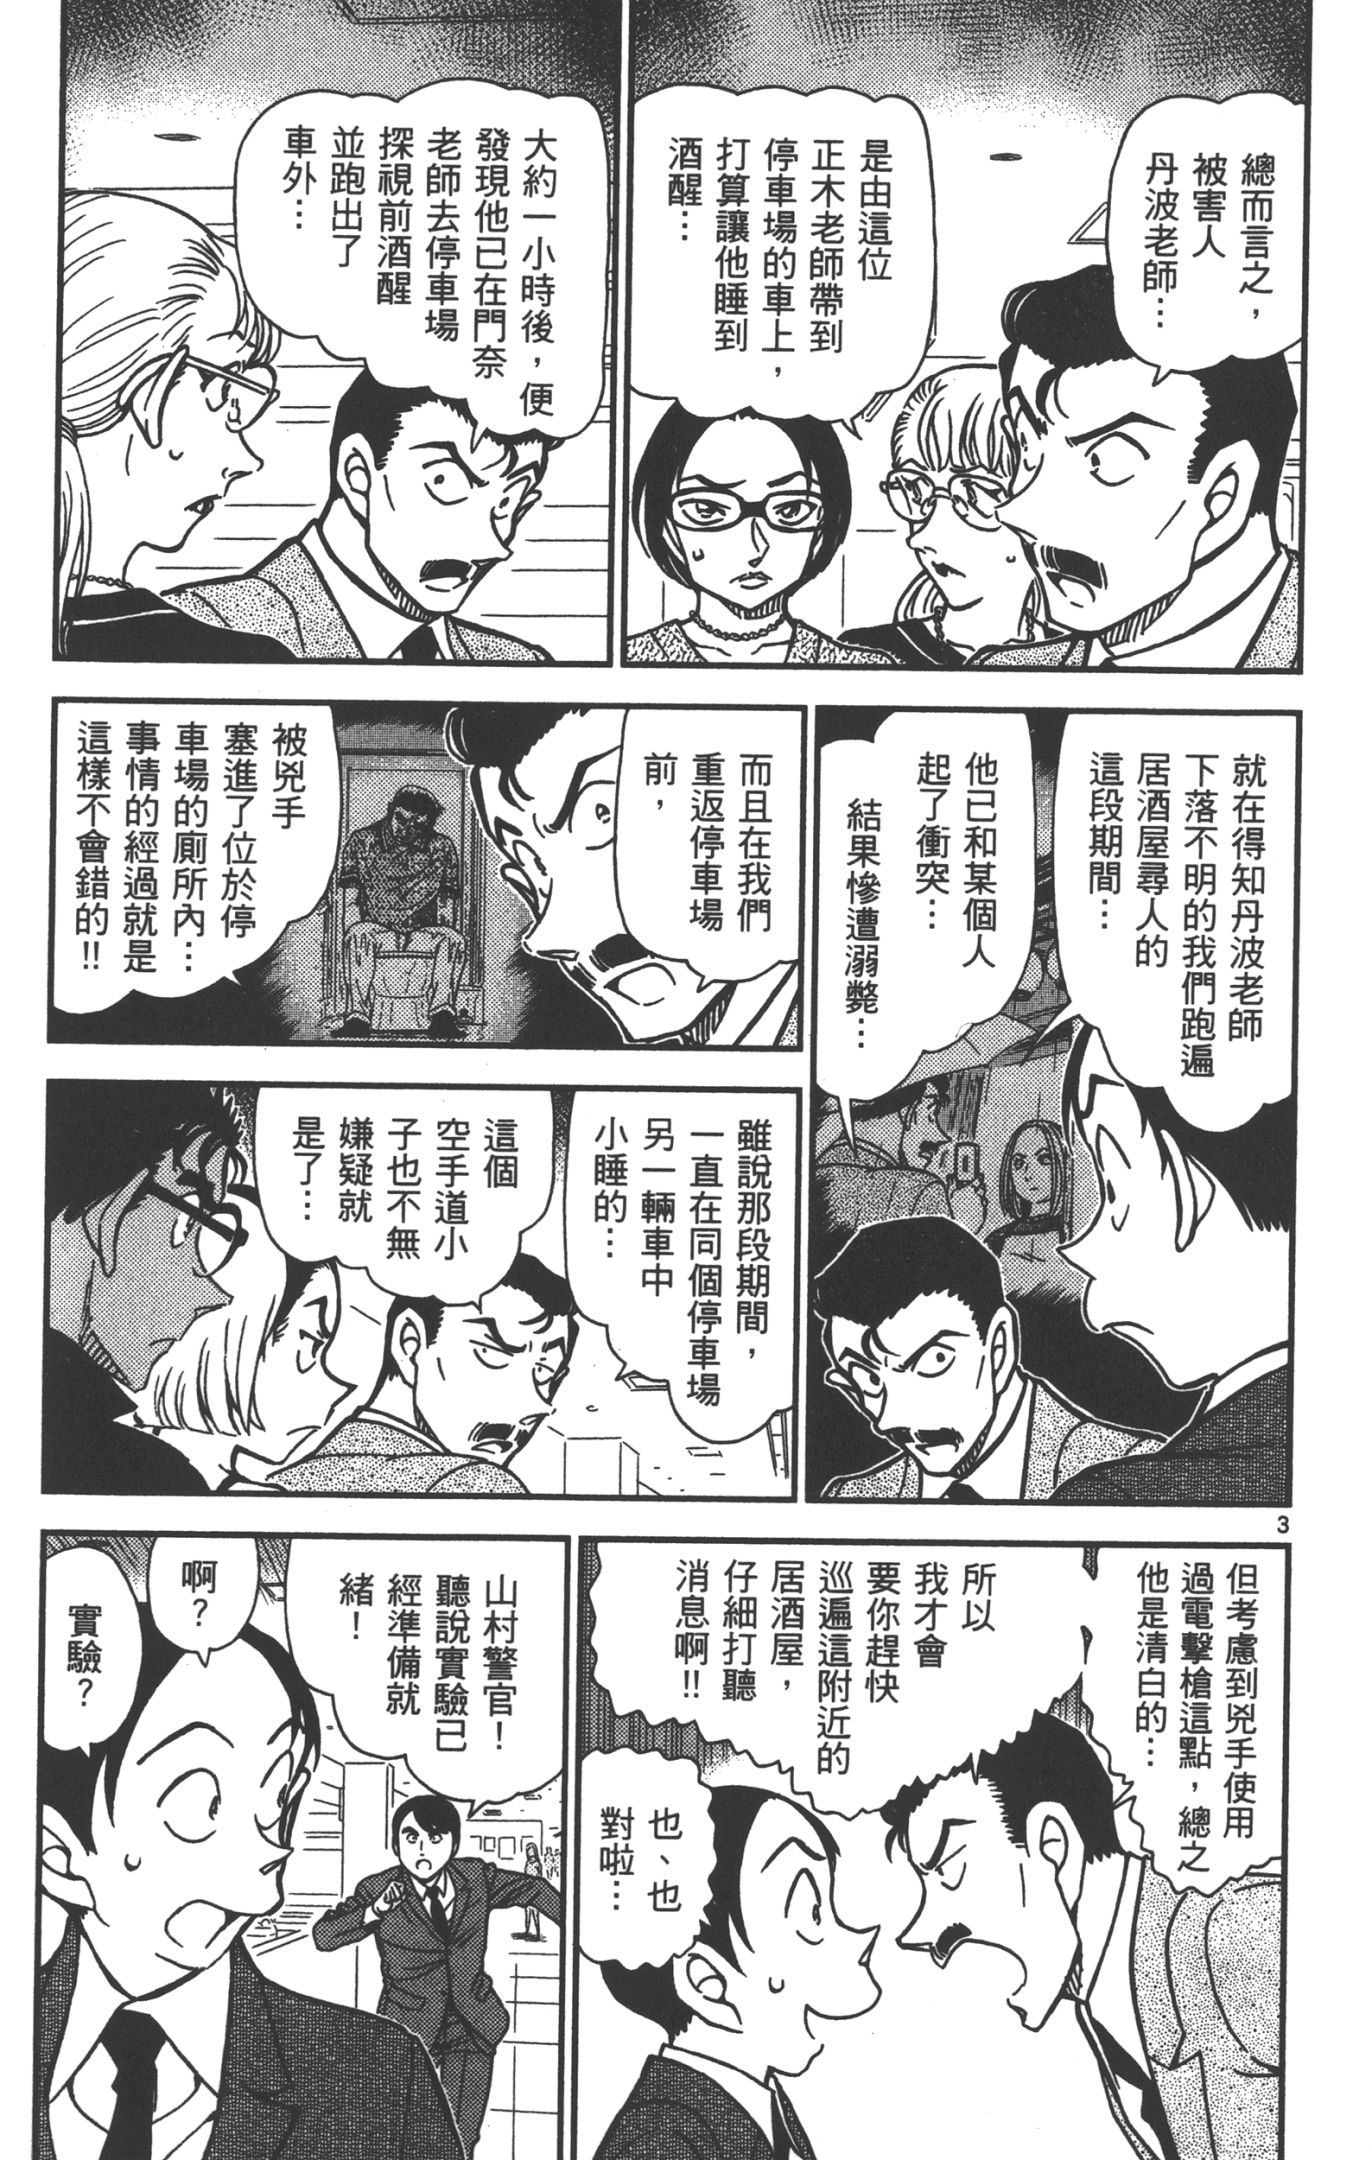 總而言之，
被害人
丹波老師…
是由這位
正木老師帶到
停車場的車上，
打算讓他睡到
酒醒…
大約一小時後，便
發現他已在門奈
老師去停車場
探視前酒醒
並跑出了
車外…
就在得知丹波老師
下落不明的我們跑遍
居酒屋尋人的
這段期間…
他已和某個人
起了衝突…
結果慘遭溺斃…
而且在我們
重返停車場
前，
被兇手
塞進了位於停
車場的廁所內…
事情的經過就是
這樣不會錯的!!
雖說那段期間，
一直在同個停車場
另一輛車中
小睡的…
這個
空手道小
子也不無
嫌疑就
是了…
3
但考慮到兇手使用
過電擊槍這點，總之
他是清白的…
所以
我才會
要你趕快
巡遍這附近的
居酒屋，
仔細打聽
消息啊!!
也、也
對啦…
山村警官！
聽說實驗已
經準備就
緒！
啊？
實驗？